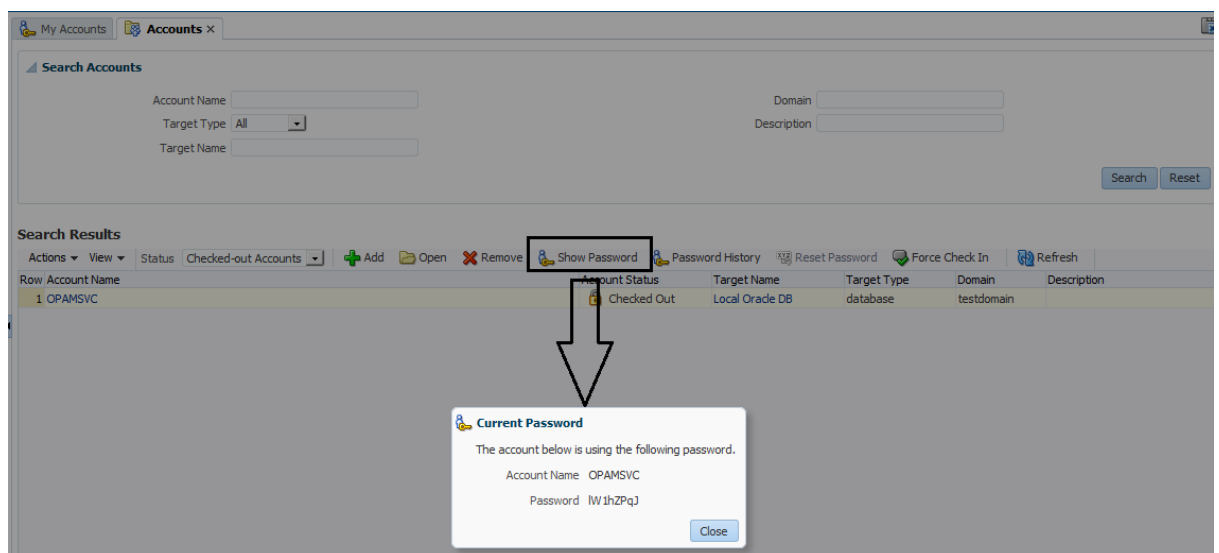 My Accounts Accounts ×
Search Accounts
Account Name Domain
Target Type All Description
Target Name
Search Reset
Search Results
Actions View Status Checked-out Accounts Add Open Remove Show Password Password History Reset Password Force Check In Refresh
Row Account Name Account Status Target Name Target Type Domain Description
1 OPAMSVC Checked Out Local Oracle DB database testdomain
Current Password
The account below is using the following password.
Account Name OPAMSVC
Password lW1hZPqJ
Close